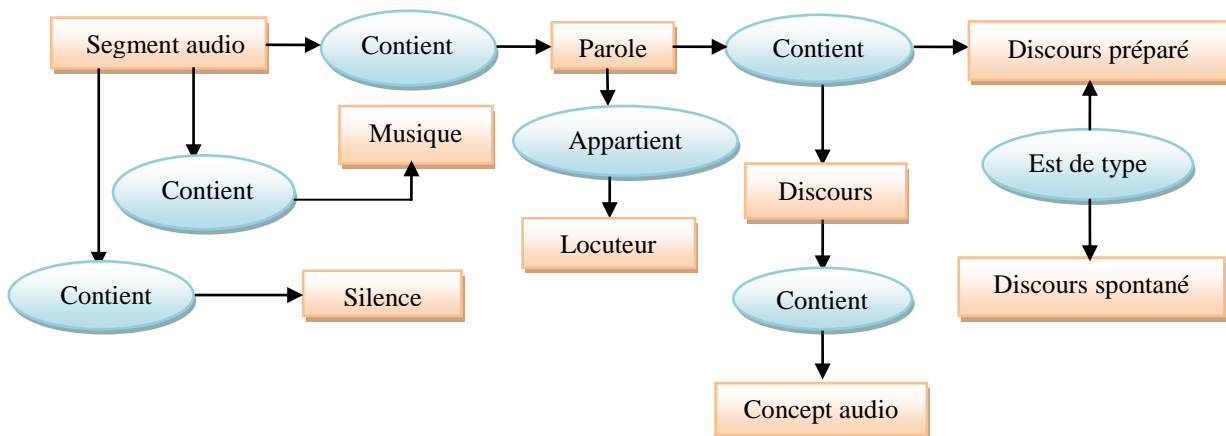 Segment audio
Contient
Parole
Contient
Discours préparé
Musique
Appartient
Est de type
Contient
Discours
Locuteur
Contient
Silence
Contient
Discours spontané
Concept audio